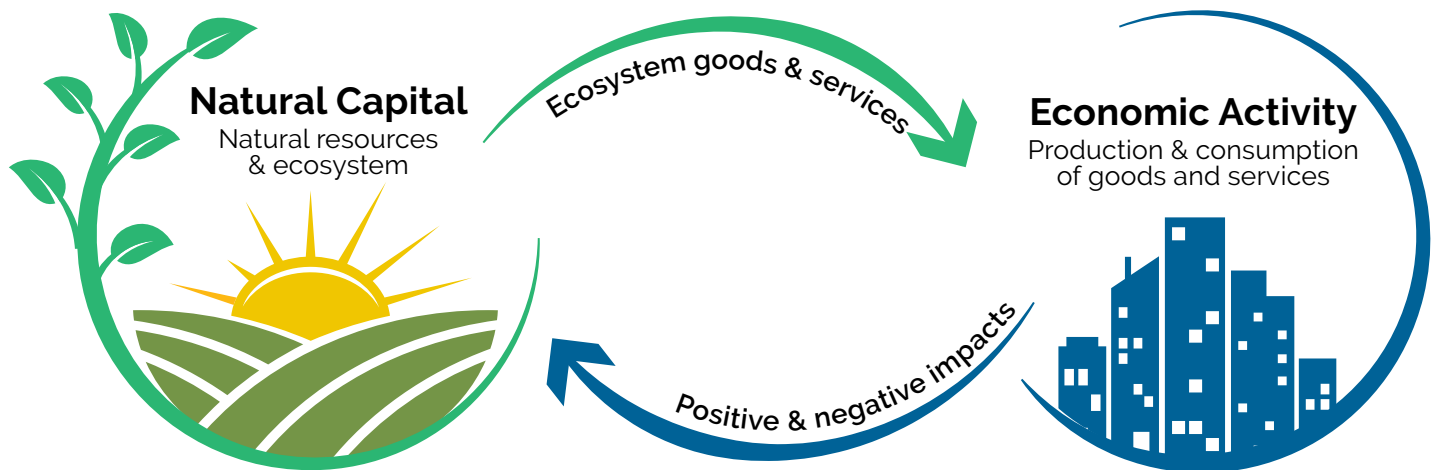 Natural Capital
Natural resources
& ecosystem
Ecosystem goods & services
Economic Activity
Production & consumption
of goods and services
Positive & negative impacts